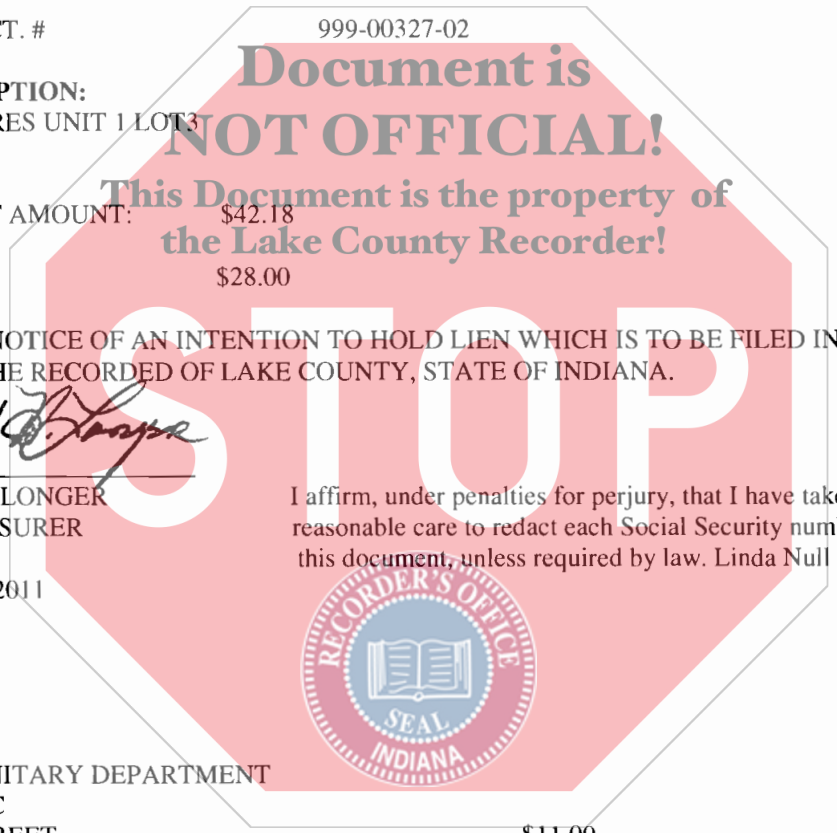 CT. # 999-00327-02
Document is
PTION:
RES UNIT 1 LOT3
NOT OFFICIAL!
This Document is the property of
AMOUNT: $42.18
the Lake County Recorder!
$28.00
STOP
NOTICE OF AN INTENTION TO HOLD LIEN WHICH IS TO BE FILED IN
HE RECORDED OF LAKE COUNTY, STATE OF INDIANA.
LONGER I affirm, under penalties for perjury, that I have take
SURER reasonable care to redact each Social Security num
this document, unless required by law. Linda Null
2011
RECORDER'S OFFICE
SEAL
INDIANA
NITARY DEPARTMENT
C
REET $11.00